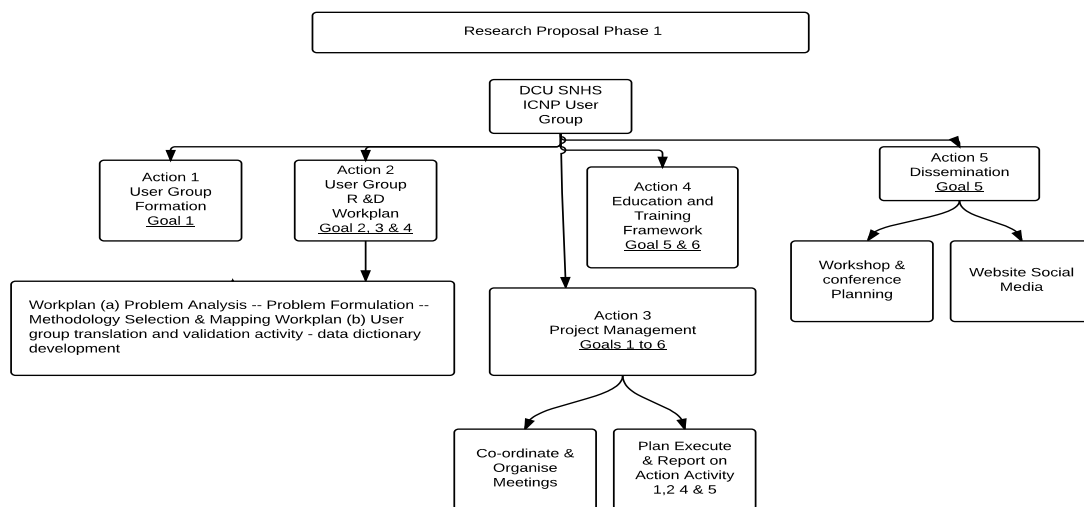 Research Proposal Phase 1
DCU SNHS
ICNP User
Group
Action 1
User Group
Formation
Goal 1
Action 2
User Group
R &D
Workplan
Goal 2, 3 & 4
Action 4
Education and
Training
Framework
Goal 5 & 6
Action 5
Dissemination
Goal 5
Workshop &
conference
Planning
Website Social
Media
Workplan (a) Problem Analysis -- Problem Formulation --
Methodology Selection & Mapping Workplan (b) User
group translation and validation activity - data dictionary
development
Action 3
Project Management
Goals 1 to 6
Co-ordinate &
Organise
Meetings
Plan Execute
& Report on
Action Activity
1,2 4 & 5